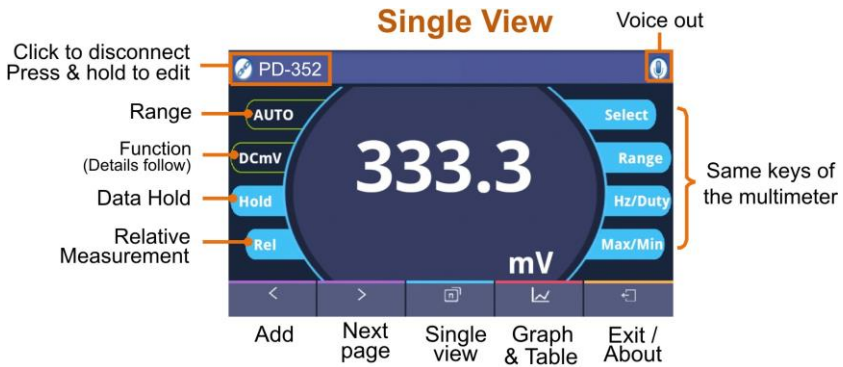 Single View
Voice out
Click to disconnect
Press & hold to edit
PD-352
Range
AUTO
Select
Function
(Details follow)
DCmV
333.3
Range
Same keys of
the multimeter
Data Hold
Hold
Hz/Duty
Relative
Measurement
Rel
Max/Min
mV
<
>
n
Add
Next
page
Single
view
Graph
& Table
Exit /
About